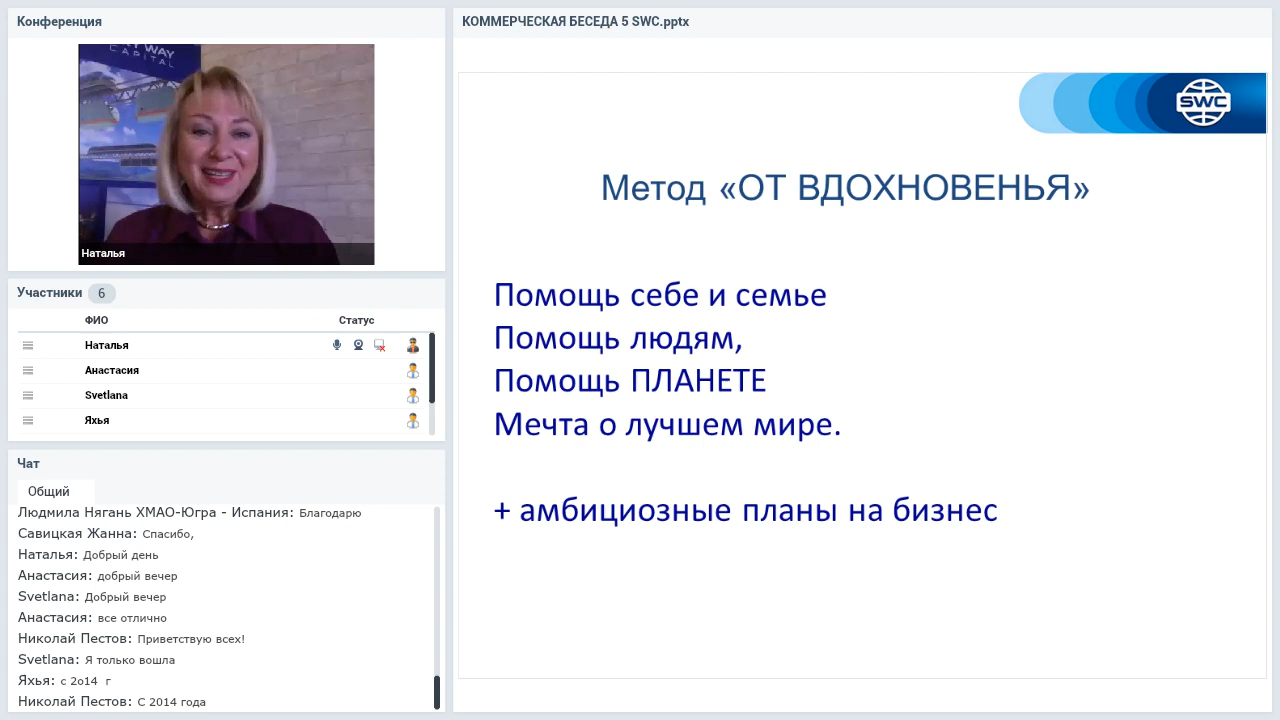 Конференция
RY WAY
CAPITAL
Наталья
Участники 6
ФИО Статус
Наталья
Анастасия
Svetlana
Яхья
Чат
Общий
Людмила Нягань ХМАО-Югра - Испания: Благодарю
Савицкая Жанна: Спасибо,
Наталья: Добрый день
Анастасия: добрый вечер
Svetlana: Добрый вечер
Анастасия: все отлично
Николай Пестов: Приветствую всех!
Svetlana: Я только вошла
Яхья: с 2о14 г
Николай Пестов: С 2014 года
КОММЕРЧЕСКАЯ БЕСЕДА 5 SWC.pptx
SWC
Метод «ОТ ВДОХНОВЕНЬЯ»
Помощь себе и семье
Помощь людям,
Помощь ПЛАНЕТЕ
Мечта о лучшем мире.
+ амбициозные планы на бизнес